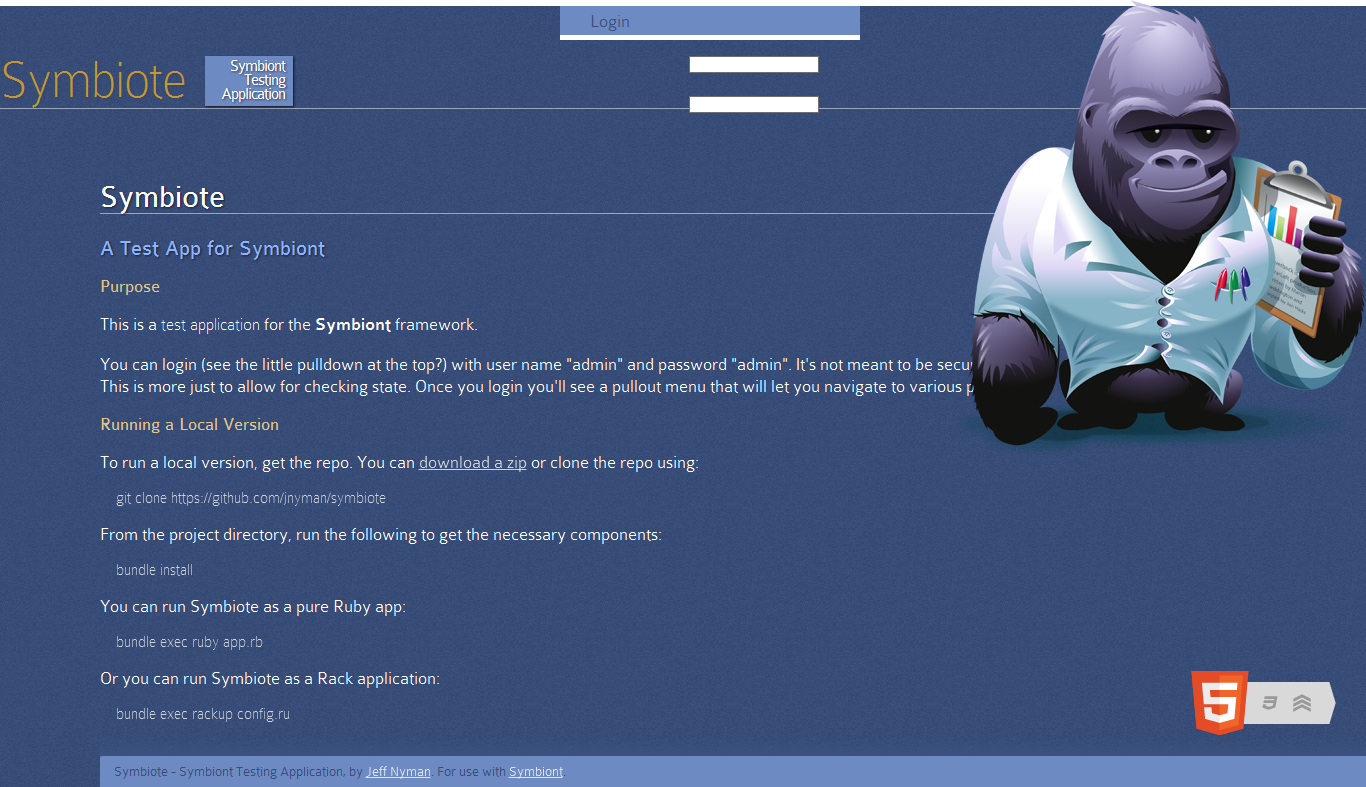 Login
Symbiote
Symbiont
Testing
Application
Symbiote
A Test App for Symbiont
Purpose
This is a test application for the Symbiont framework.
You can login (see the little pulldown at the top?) with user name "admin" and password "admin". It's not meant to be
This is more just to allow for checking state. Once you login you'll see a pullout menu that will let you navigate to various
Running a Local Version
To run a local version, get the repo. You can download a zip or clone the repo using:
git clone https://github.com/jnyman/symbiote
From the project directory, run the following to get the necessary components:
bundle install
You can run Symbiote as a pure Ruby app:
bundle exec ruby app.rb
Or you can run Symbiote as a Rack application:
bundle exec rackup config.ru
Symbiote - Symbiont Testing Application, by Jeff Nyman. For use with Symbiont.